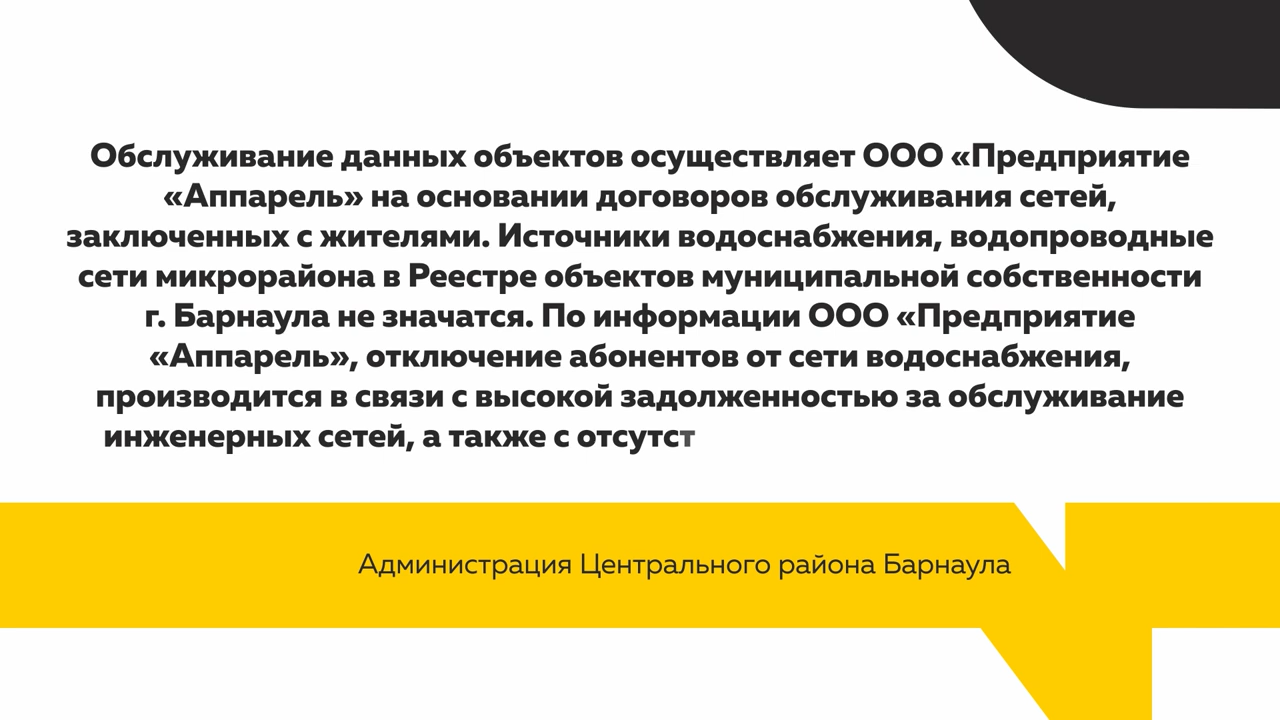 Обслуживание данных объектов осуществляет ООО «Предприятие
«Аппарель» на основании договоров обслуживания сетей,
заключенных с жителями. Источники водоснабжения, водопроводные
сети микрорайона в Реестре объектов муниципальной собственности
г. Барнаула не значатся. По информации ООО «Предприятие
«Аппарель», отключение абонентов от сети водоснабжения,
производится в связи с высокой задолженностью за обслуживание
инженерных сетей, а также с отсутст
Администрация Центрального района Барнаула